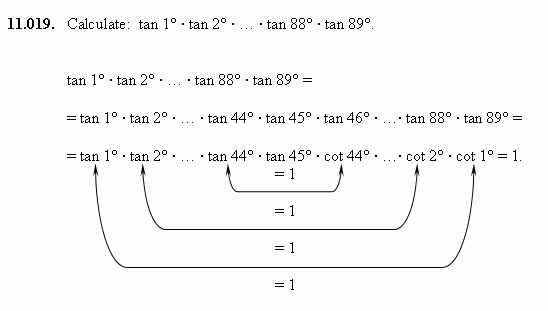 11.019. Calculate: tan 1° · tan 2° · … · tan 88° · tan 89°.
tan 1° · tan 2° · … · tan 88° · tan 89° =
= tan 1° · tan 2° · … · tan 44° · tan 45° · tan 46° · …· tan 88° · tan 89° =
= tan 1° · tan 2° · … · tan 44° · tan 45° · cot 44° · …· cot 2° · cot 1° = 1.
= 1
= 1
= 1
= 1